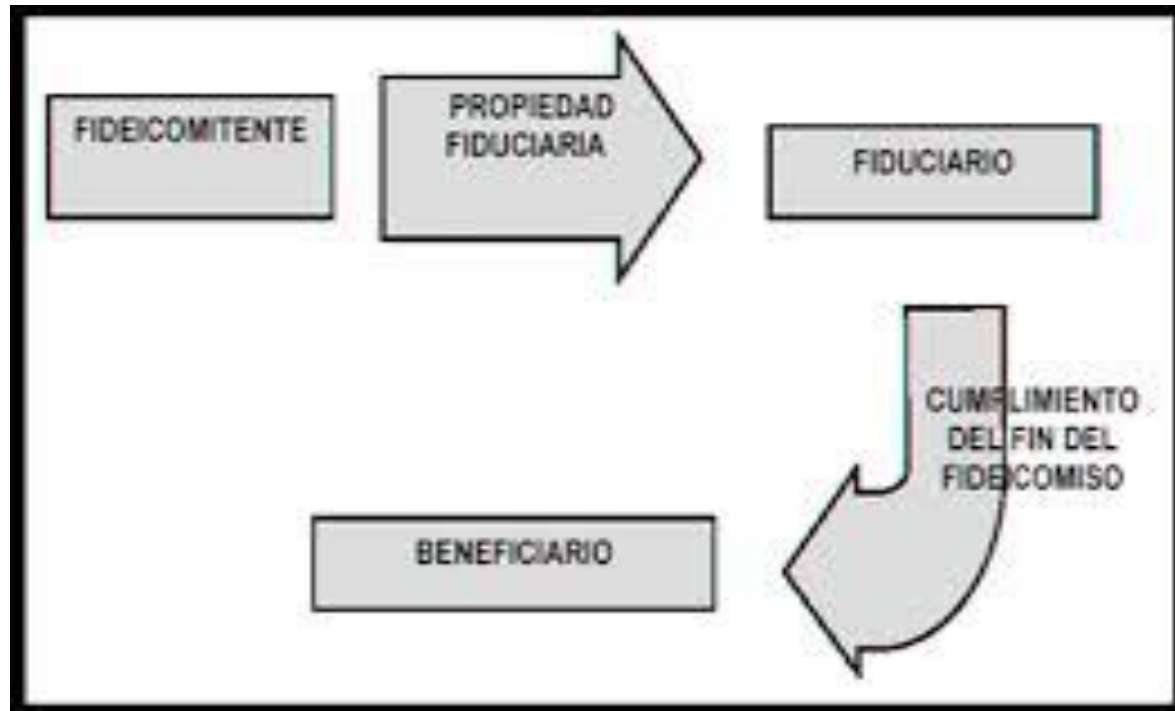 FIDEICOMITENTE
PROPIEDAD
FIDUCIARIA
FIDUCIARIO
CUMPLIMIENTO
DEL FIN DEL
FIDEICOMISO
BENEFICIARIO